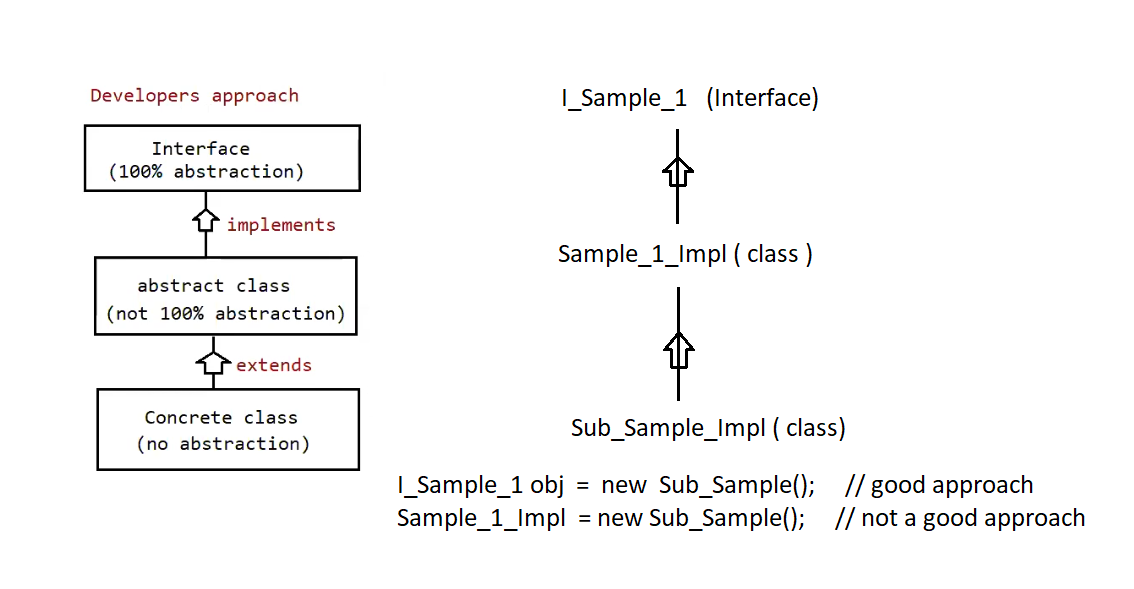 Developers approach
Interface
(100% abstraction)
implements
abstract class
(not 100% abstraction)
extends
Concrete class
(no abstraction)
I_Sample_1 (Interface)
Sample_1_Impl ( class )
Sub_Sample_Impl ( class)
I_Sample_1 obj = new Sub_Sample(); // good approach
Sample_1_Impl = new Sub_Sample(); // not a good approach